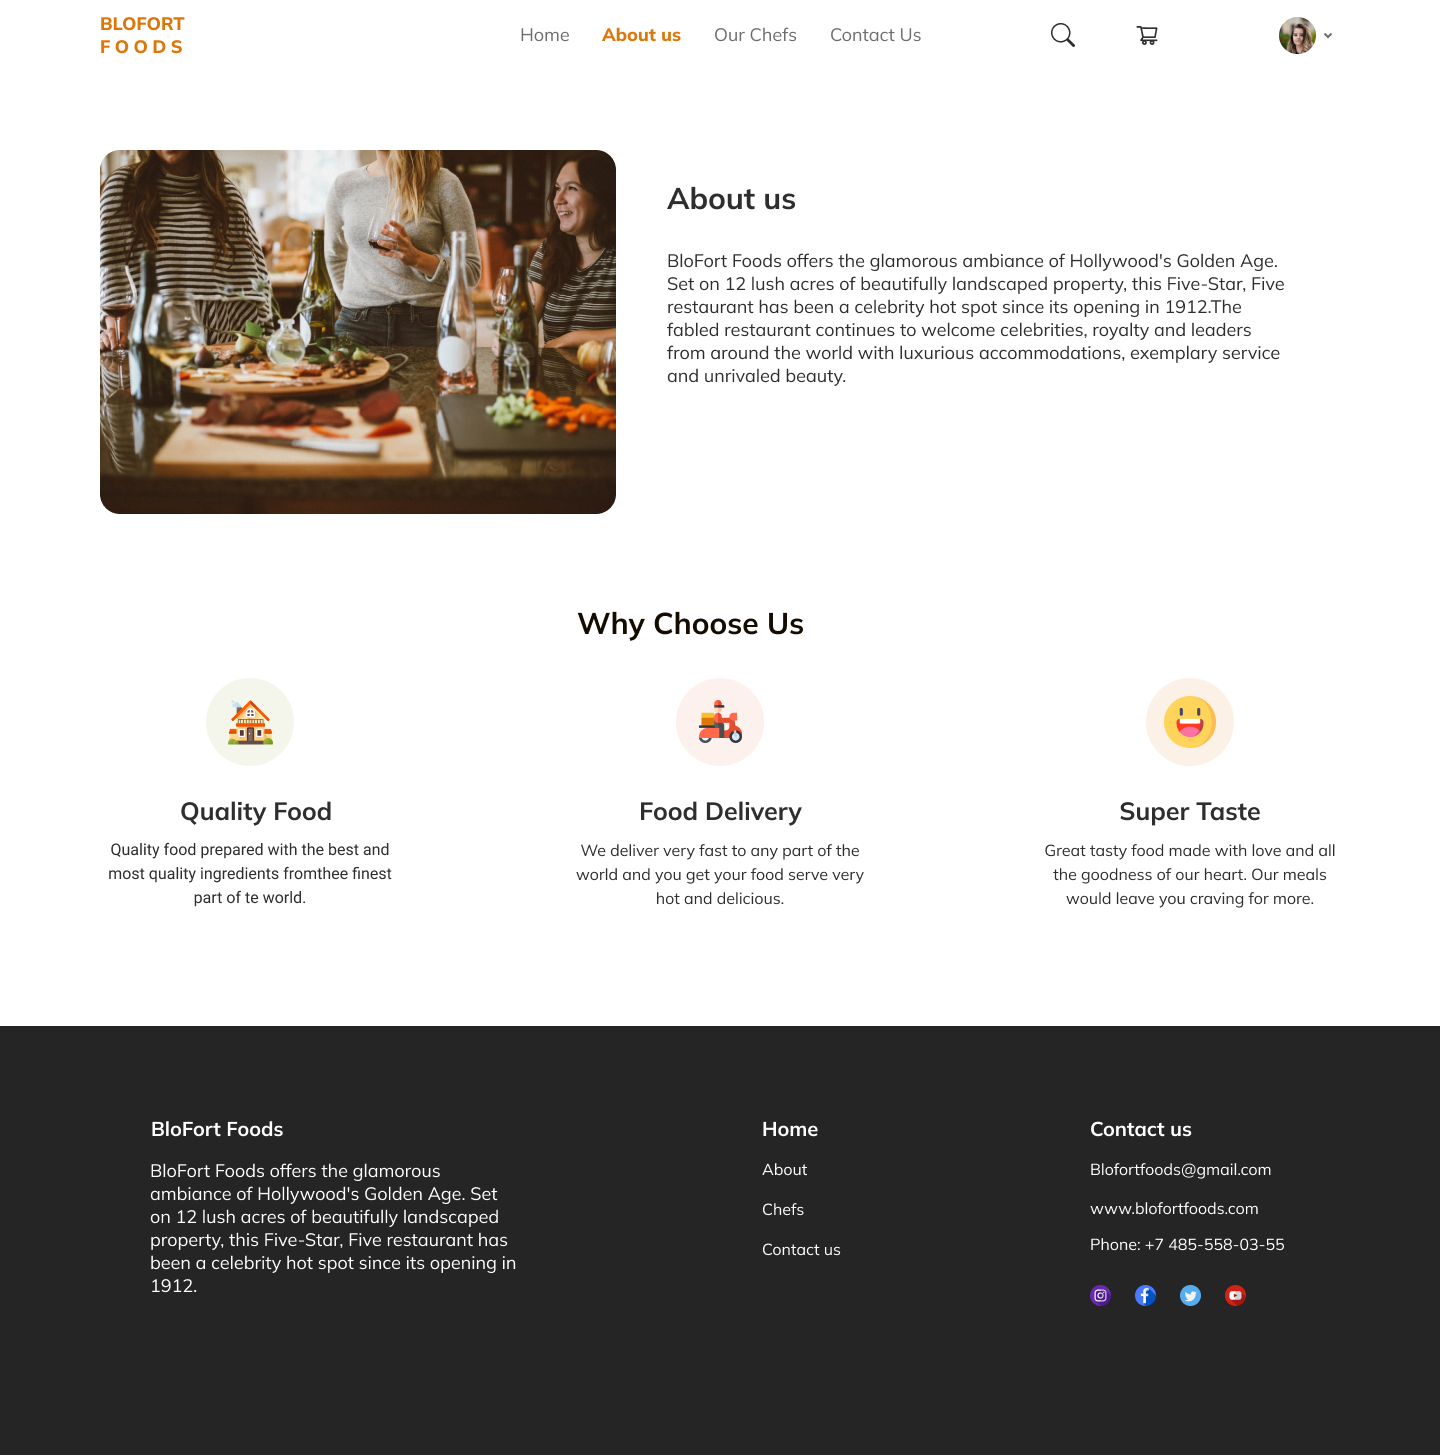 BLOFORT
FOODS
Home About us Our Chefs Contact Us
About us
BloFort Foods offers the glamorous ambiance of Hollywood's Golden Age.
Set on 12 lush acres of beautifully landscaped property, this Five-Star, Five
restaurant has been a celebrity hot spot since its opening in 1912.The
fabled restaurant continues to welcome celebrities, royalty and leaders
from around the world with luxurious accommodations, exemplary service
and unrivaled beauty.
Why Choose Us
Quality Food
Quality food prepared with the best and
most quality ingredients fromthee finest
part of te world.
Food Delivery
We deliver very fast to any part of the
world and you get your food serve very
hot and delicious.
Super Taste
Great tasty food made with love and all
the goodness of our heart. Our meals
would leave you craving for more.
BloFort Foods
BloFort Foods offers the glamorous
ambiance of Hollywood's Golden Age. Set
on 12 lush acres of beautifully landscaped
property, this Five-Star, Five restaurant has
been a celebrity hot spot since its opening in
1912.
Home
About
Chefs
Contact us
Contact us
Blofortfoods@gmail.com
www.blofortfoods.com
Phone: +7 485-558-03-55